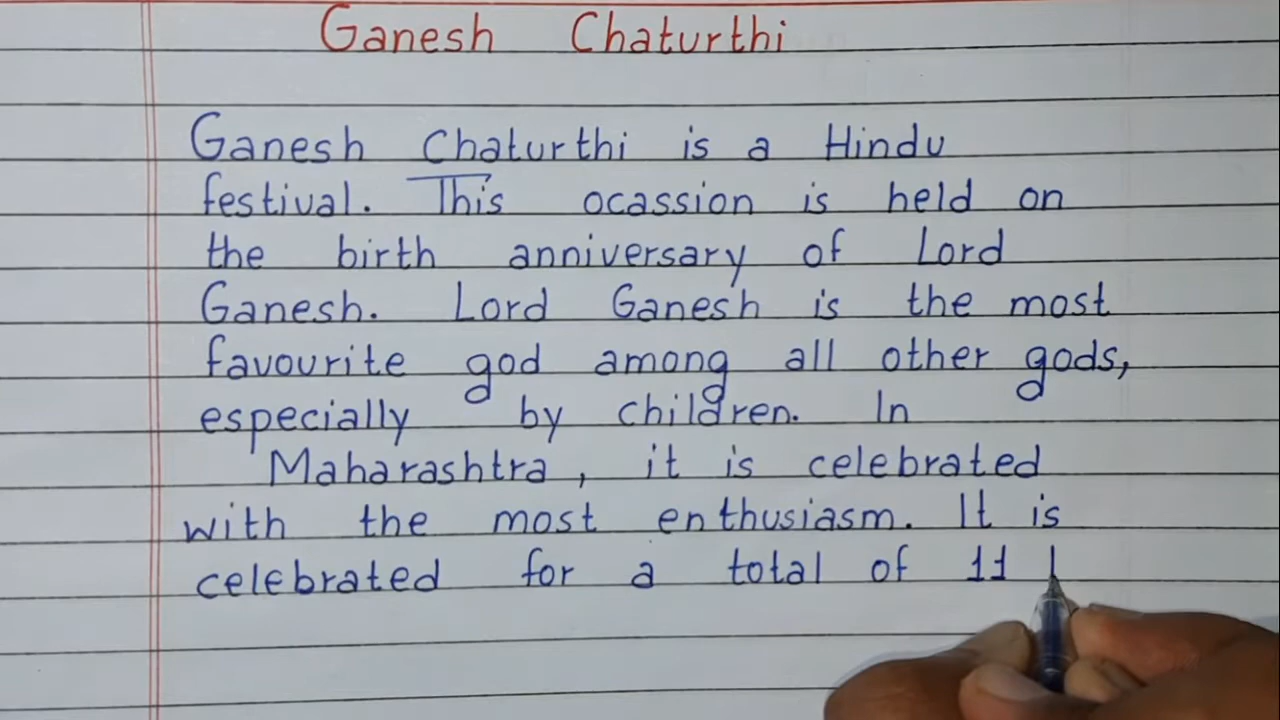 Ganesh Chaturthi
Ganesh Chaturthi is a Hindu
festival. This ocassion is held on
the birth anniversary of Lord
Ganesh. Lord Ganesh is the most
favourite god among all other gods,
especially by children. In
Maharashtra, it is celebrated
with the most enthusiasm. It is
celebrated for a total of 11